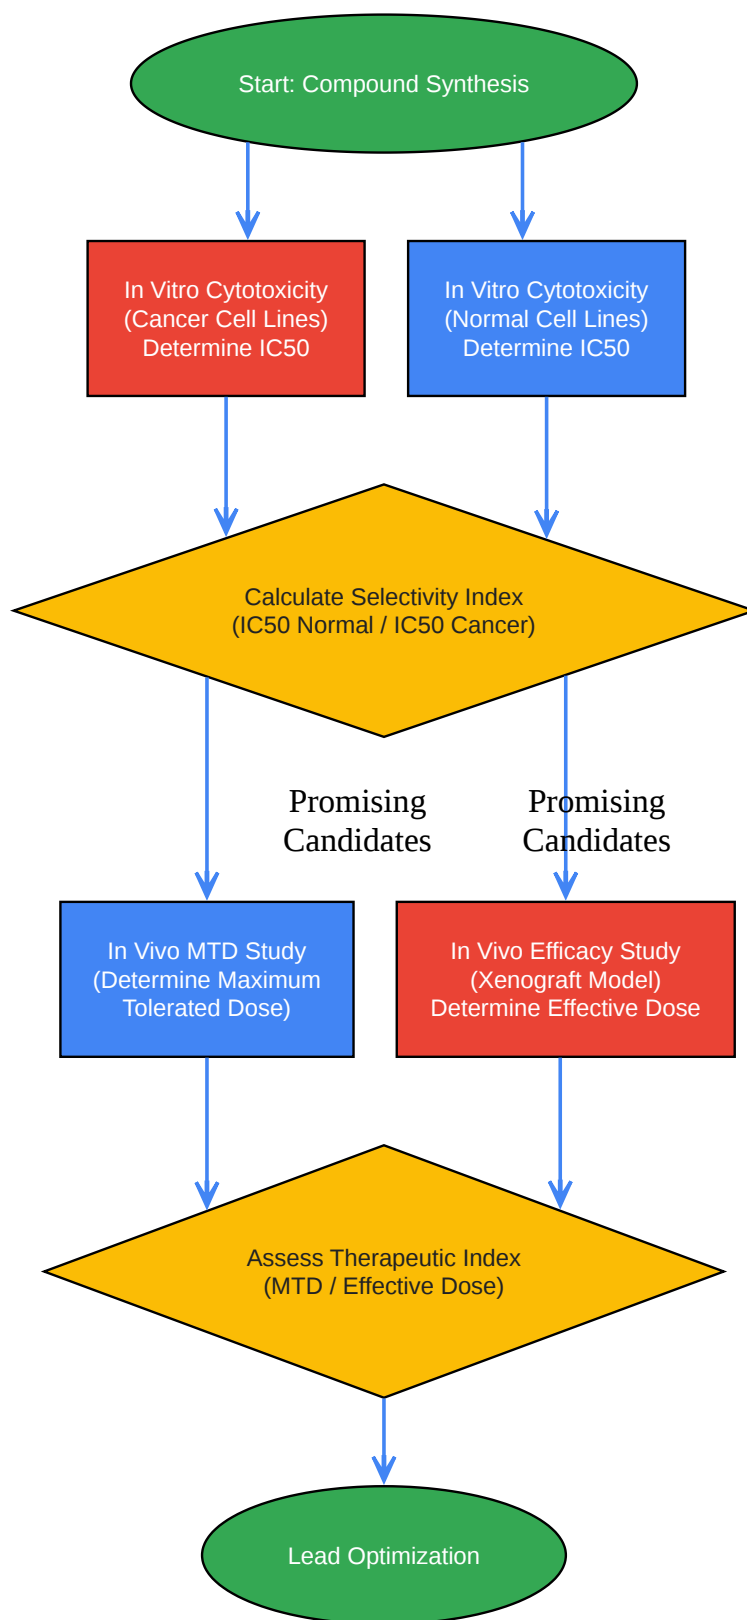 Start: Compound Synthesis
In Vitro Cytotoxicity
(Cancer Cell Lines)
Determine IC50
In Vitro Cytotoxicity
(Normal Cell Lines)
Determine IC50
Calculate Selectivity Index
(IC50 Normal / IC50 Cancer)
Promising
Candidates
Promising
Candidates
In Vivo MTD Study
(Determine Maximum
Tolerated Dose)
In Vivo Efficacy Study
(Xenograft Model)
Determine Effective Dose
Assess Therapeutic Index
(MTD / Effective Dose)
Lead Optimization